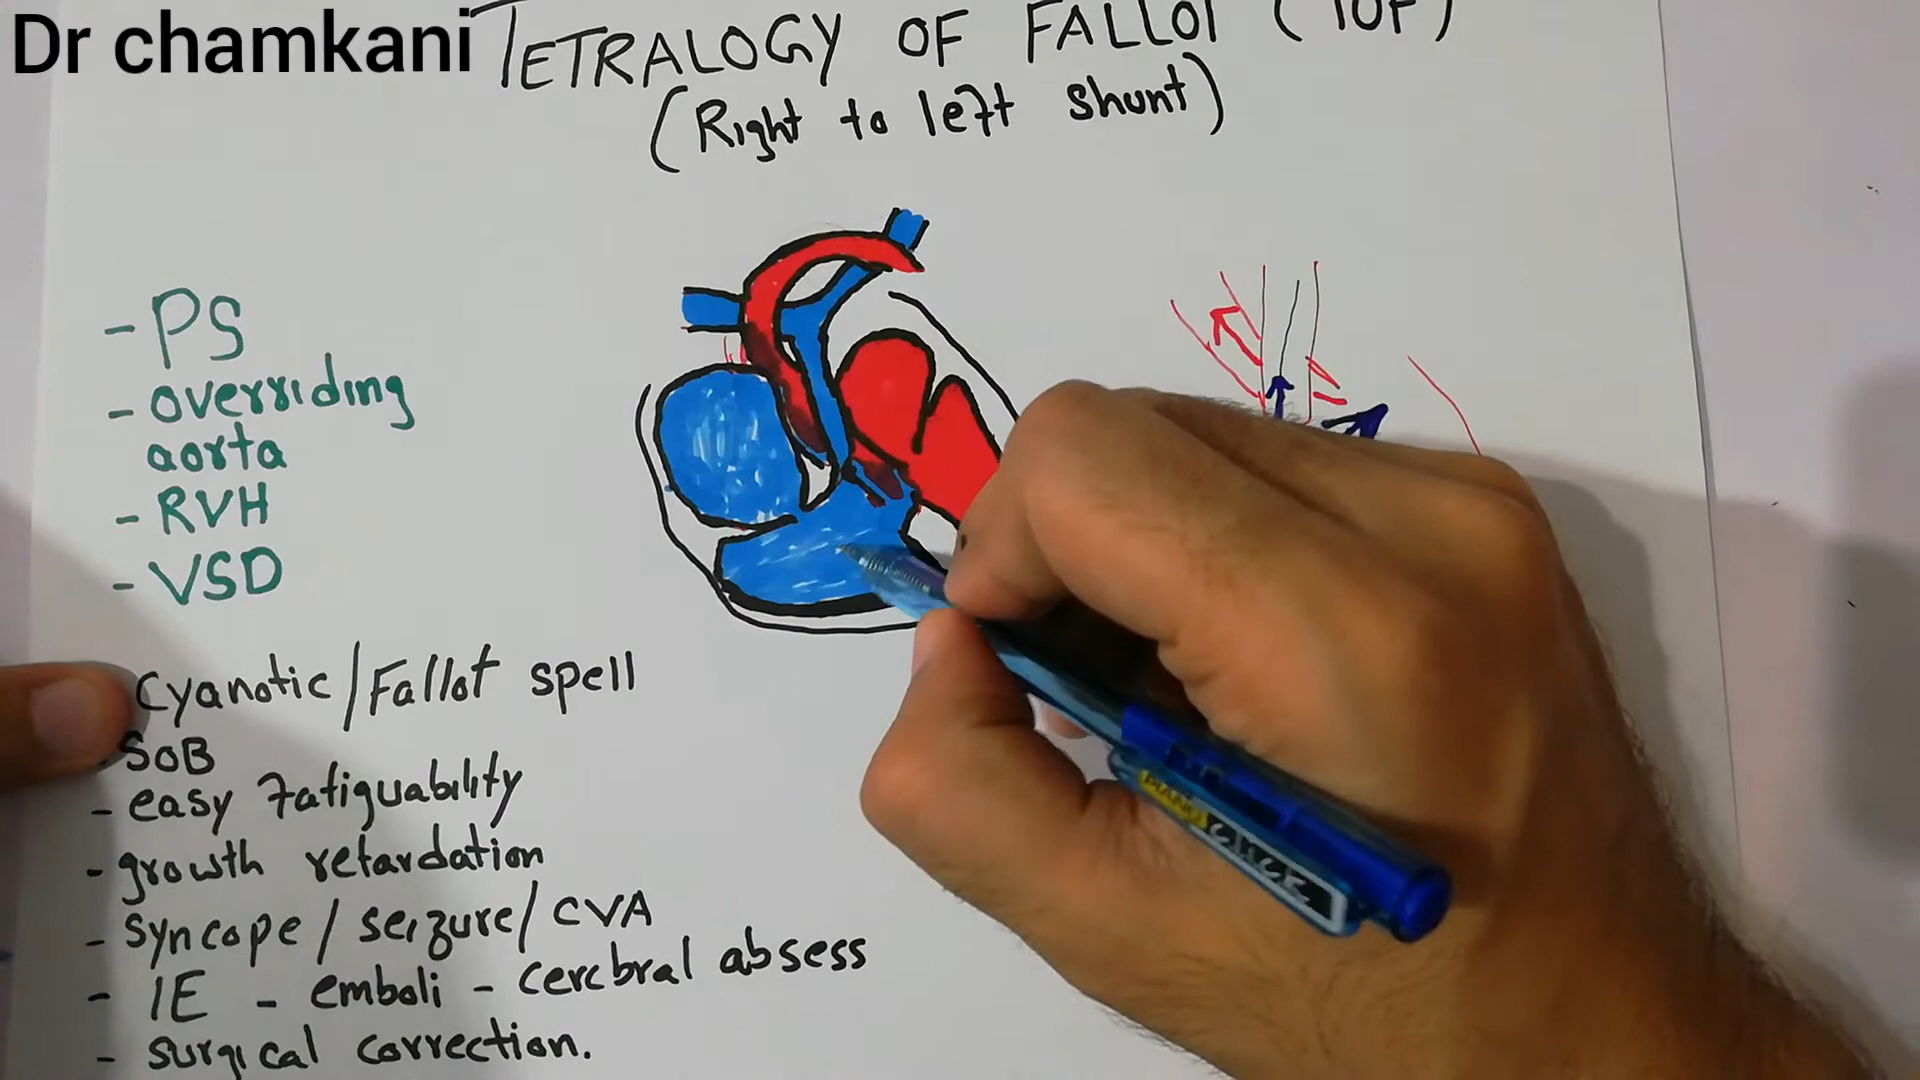 Dr chamkani
TETRALOGY OF FALLOT (TOF)
(Right to left shunt)
- PS
- overriding
aorta
- RVH
- VSD
Cyanotic/Fallot spell
SOB
- easy fatiguability
- growth retardation
- syncope / seizure / CVA
- IE - emboli - cerebral absess
- surgical correction.
PIANO